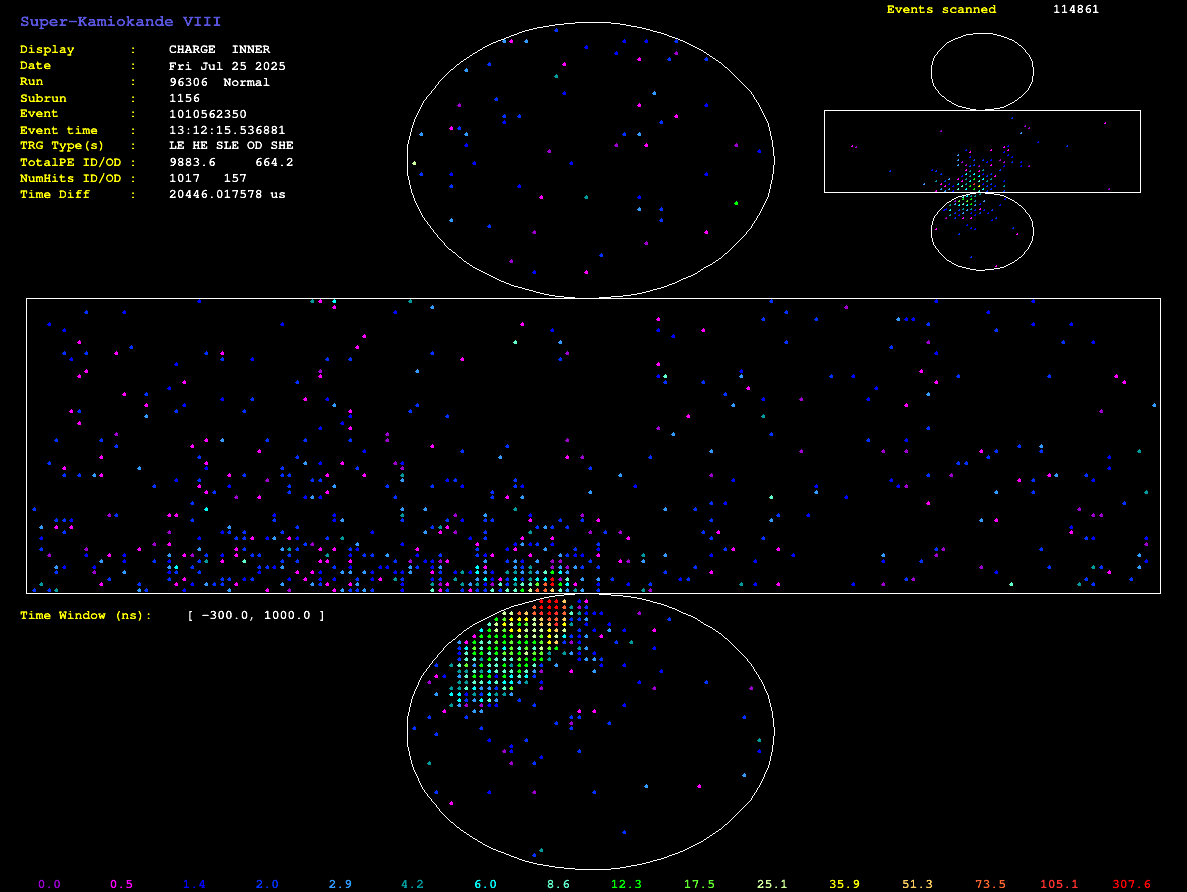 Super-Kamiokande VIII
Events scanned 114861
Display : CHARGE INNER
Date : Fri Jul 25 2025
Run : 96306 Normal
Subrun : 1156
Event : 1010562350
Event time : 13:12:15.536881
TRG Type(s) : LE HE SLE OD SHE
TotalPE ID/OD : 9883.6 664.2
NumHits ID/OD : 1017 157
Time Diff : 20446.017578 us
Time Window (ns): [ -300.0, 1000.0 ]
0.0 0.5 1.4 2.0 2.9 4.2 6.0 8.6 12.3 17.5 25.1 35.9 51.3 73.5 105.1 307.6